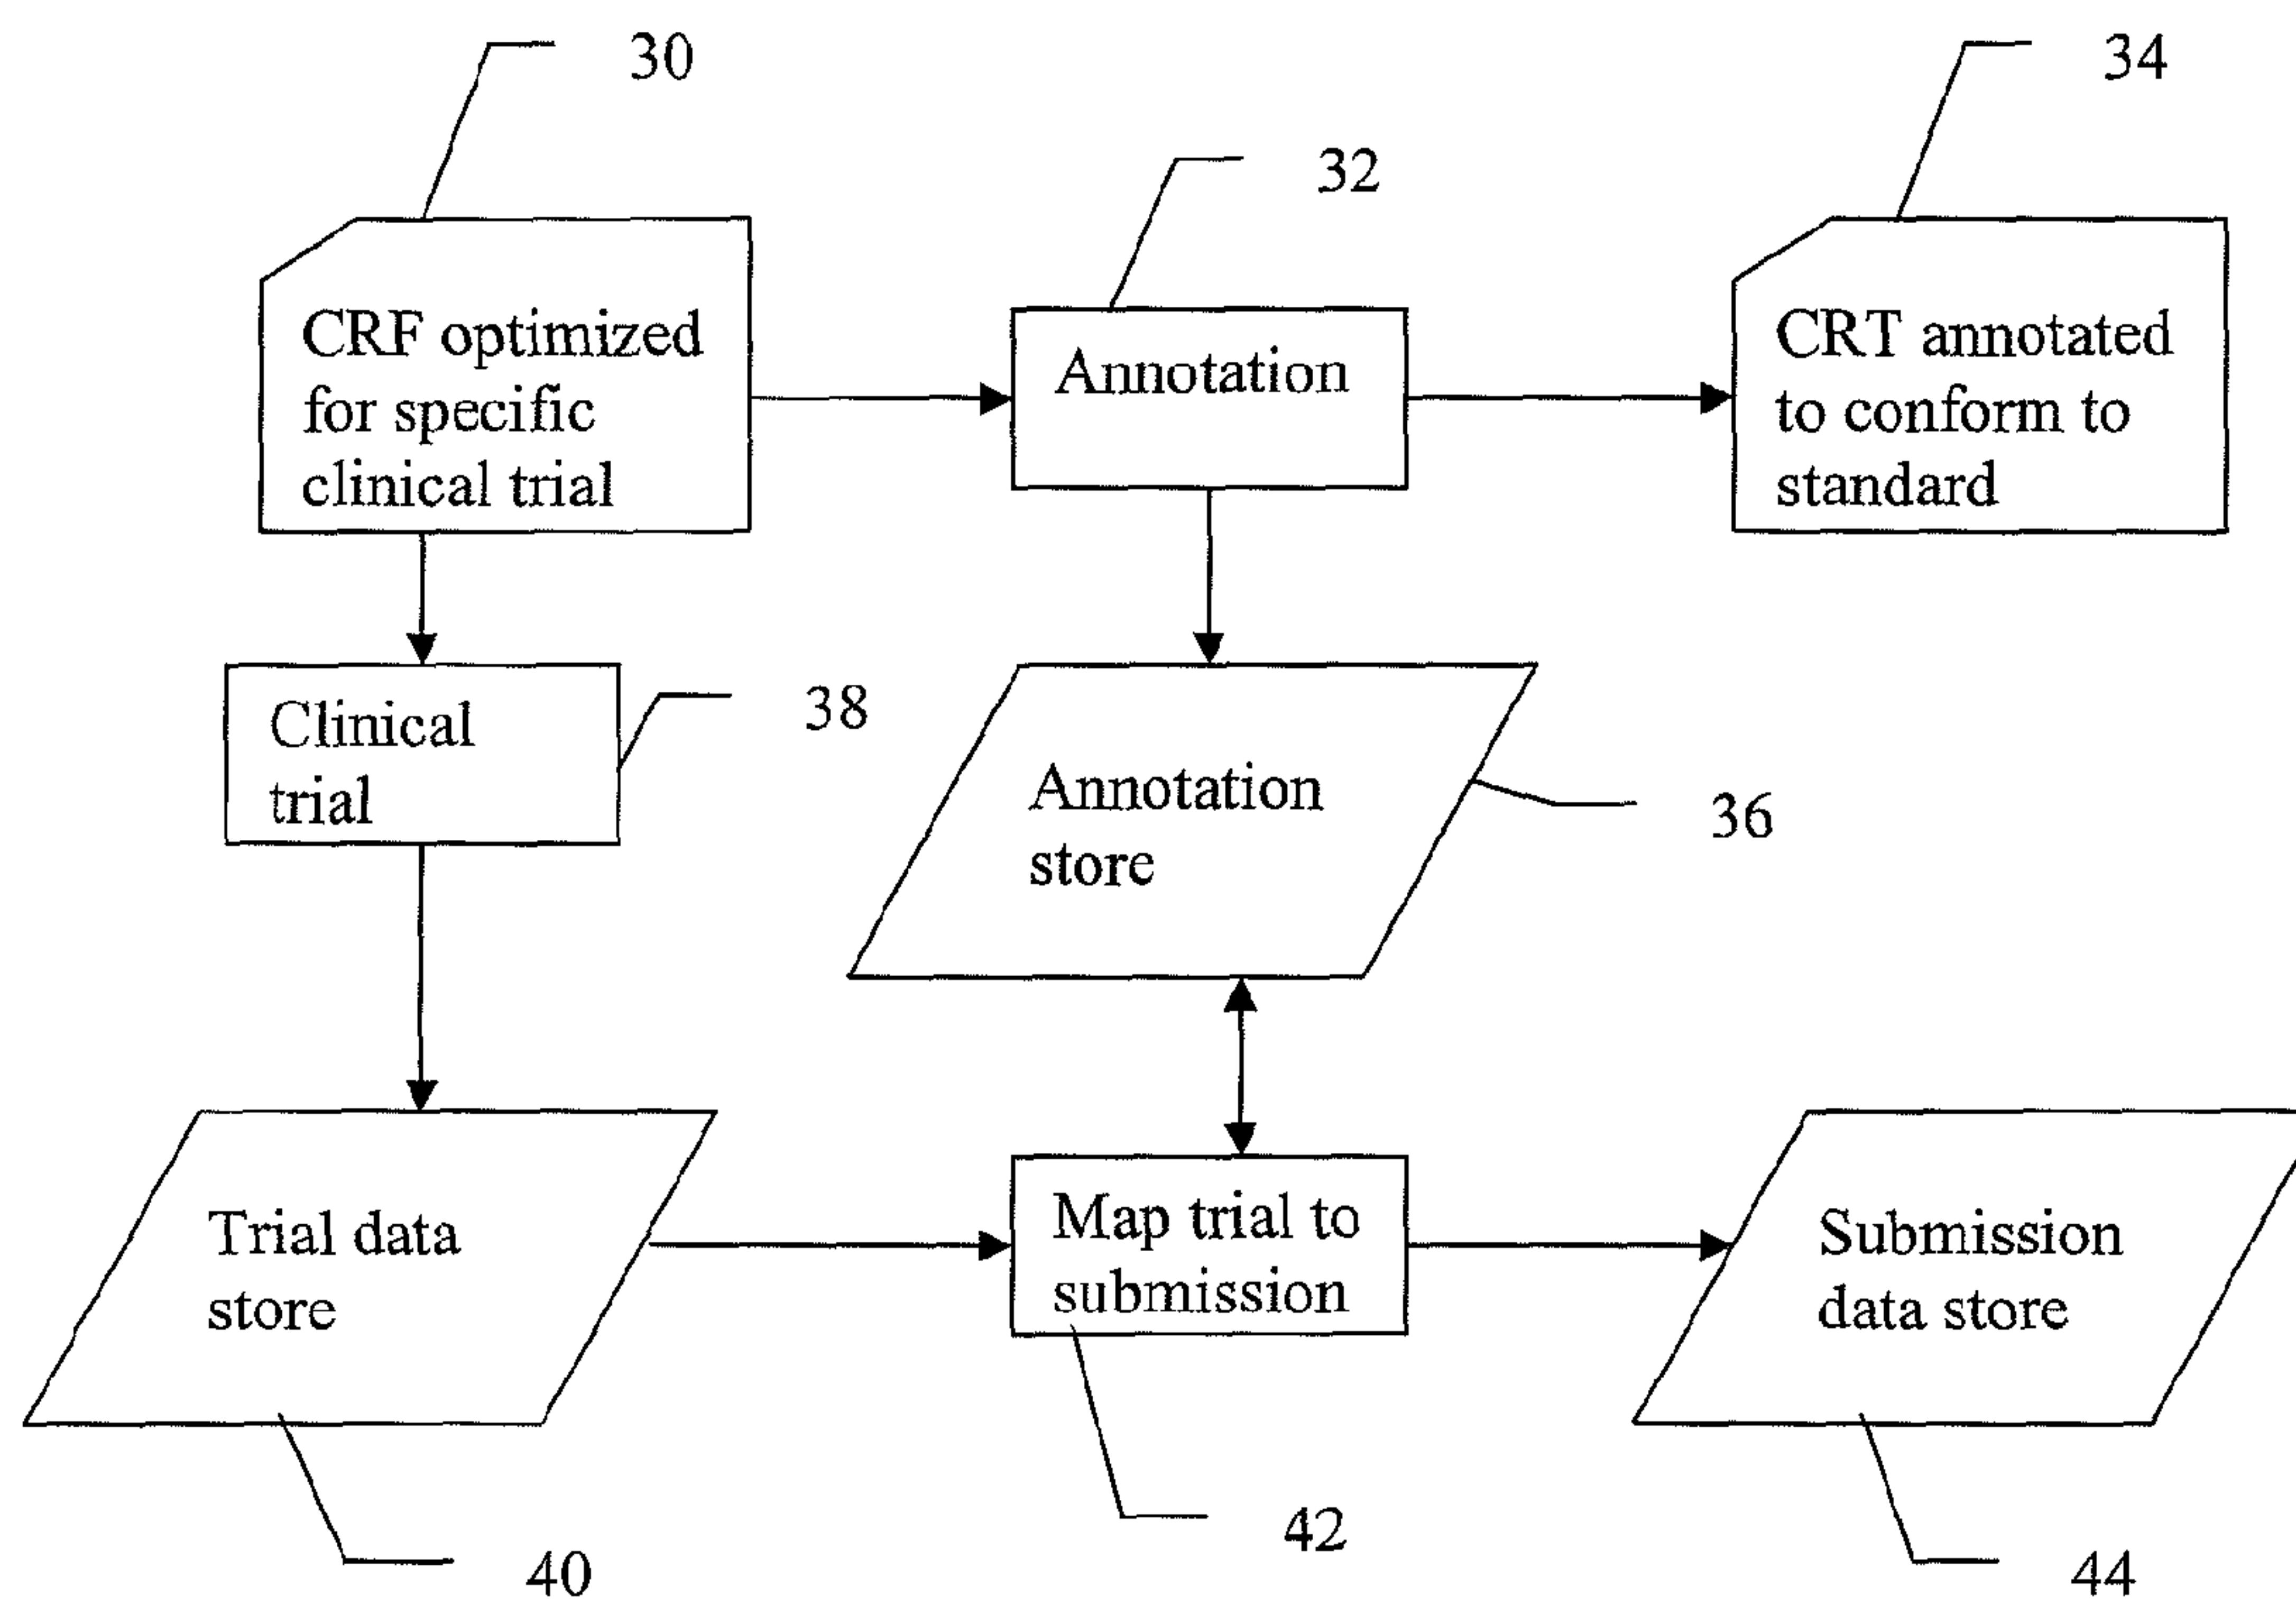 30
34
32
CRF optimized
for specific
clinical trial
Annotation
CRT annotated
to conform to
standard
Clinical
trial
38
Annotation
store
36
Trial data
store
Map trial to
submission
Submission
data store
42
40
44